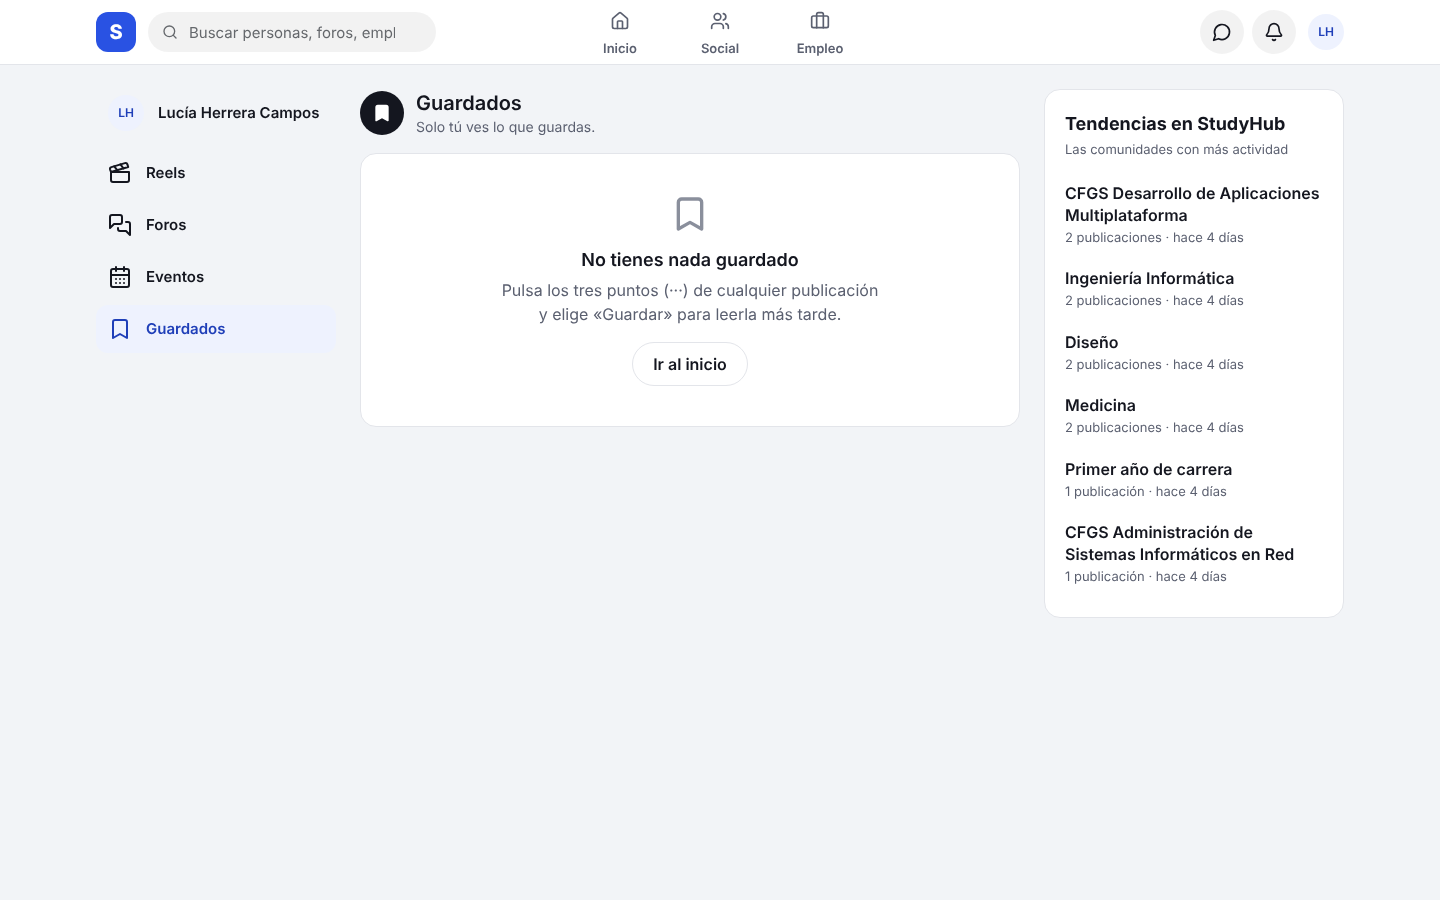 S
Buscar personas, foros, empl
Inicio
Social
Empleo
LH
LH
Lucía Herrera Campos
Reels
Foros
Eventos
Guardados
Guardados
Solo tú ves lo que guardas.
No tienes nada guardado
Pulsa los tres puntos (···) de cualquier publicación
y elige «Guardar» para leerla más tarde.
Ir al inicio
Tendencias en StudyHub
Las comunidades con más actividad
CFGS Desarrollo de Aplicaciones
Multiplataforma
2 publicaciones · hace 4 días
Ingeniería Informática
2 publicaciones · hace 4 días
Diseño
2 publicaciones · hace 4 días
Medicina
2 publicaciones · hace 4 días
Primer año de carrera
1 publicación · hace 4 días
CFGS Administración de
Sistemas Informáticos en Red
1 publicación · hace 4 días